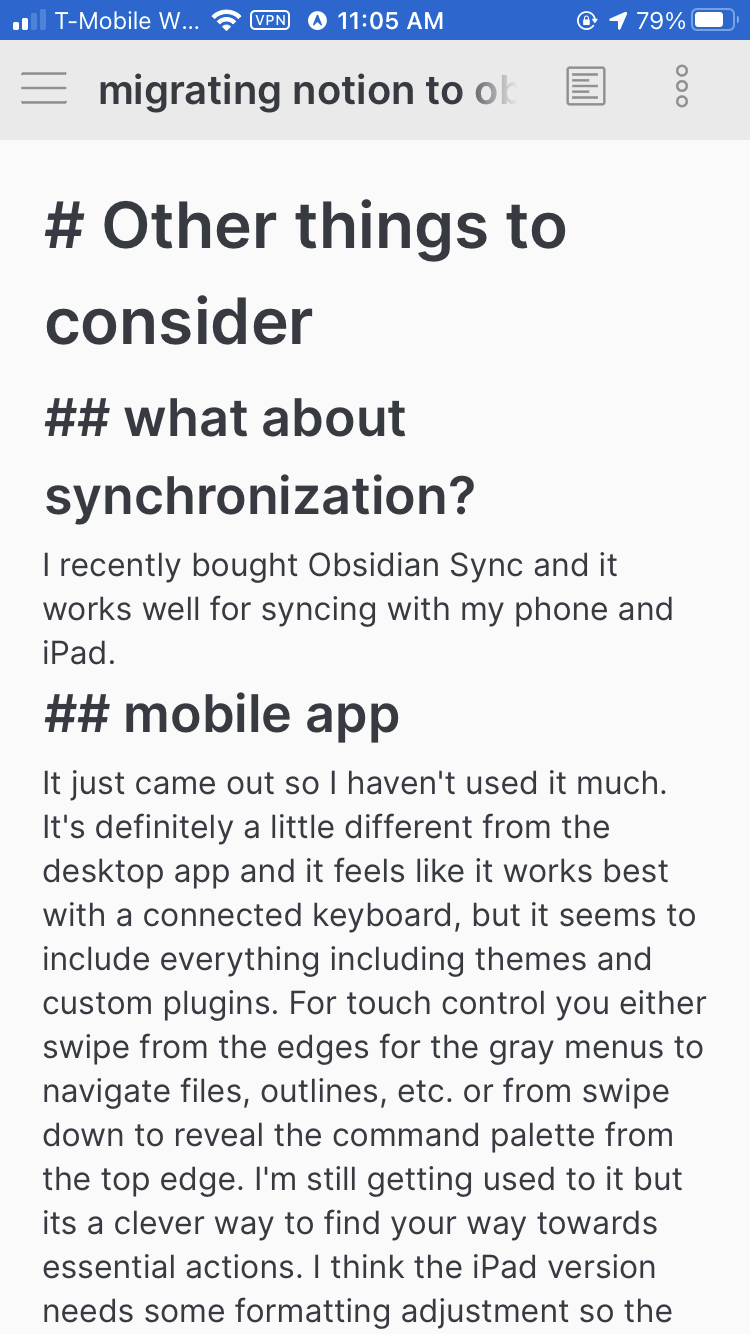 T-Mobile W... VPN 11:05 AM 79%
migrating notion to ob
# Other things to
consider
## what about
synchronization?
I recently bought Obsidian Sync and it
works well for syncing with my phone and
iPad.
## mobile app
It just came out so I haven't used it much.
It's definitely a little different from the
desktop app and it feels like it works best
with a connected keyboard, but it seems to
include everything including themes and
custom plugins. For touch control you either
swipe from the edges for the gray menus to
navigate files, outlines, etc. or from swipe
down to reveal the command palette from
the top edge. I'm still getting used to it but
its a clever way to find your way towards
essential actions. I think the iPad version
needs some formatting adjustment so the